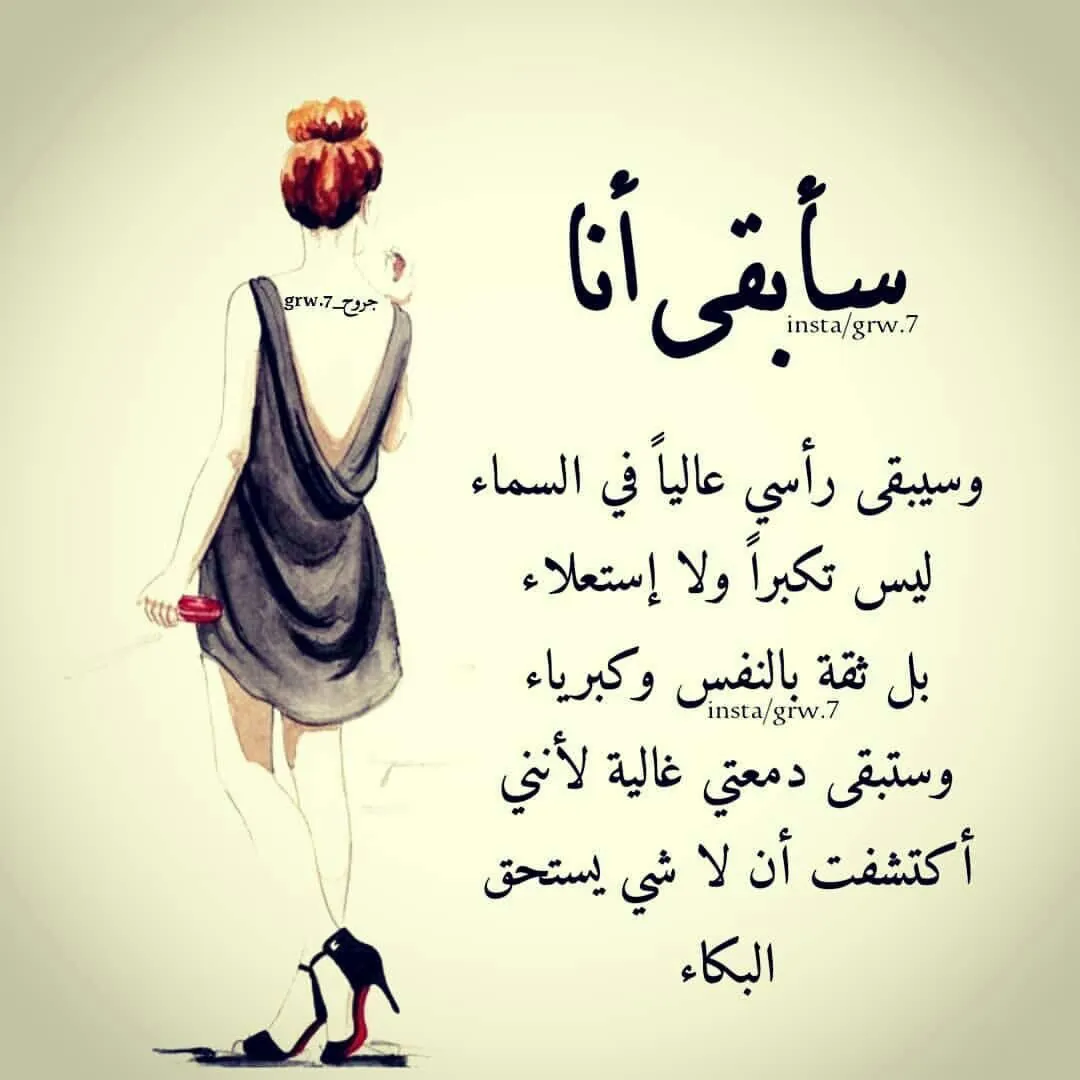 سأبقى أنا
insta/grw.7
جروح_grw.7
وسيبقى رأسي عالياً في السماء
ليس تكبراً ولا إستعلاء
بل ثقة بالنفس وكبرياء
insta/grw.7
وستبقى دمعتي غالية لأنني
أكتشفت أن لا شي يستحق
البكاء